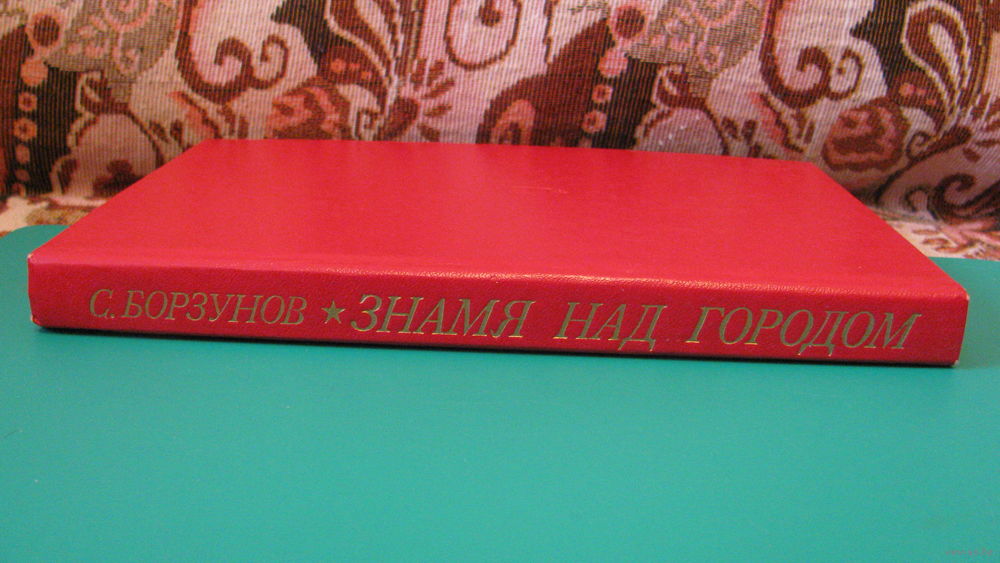 С. БОРЗУНОВ ★ ЗНАМЯ НАД ГОРОДОМ